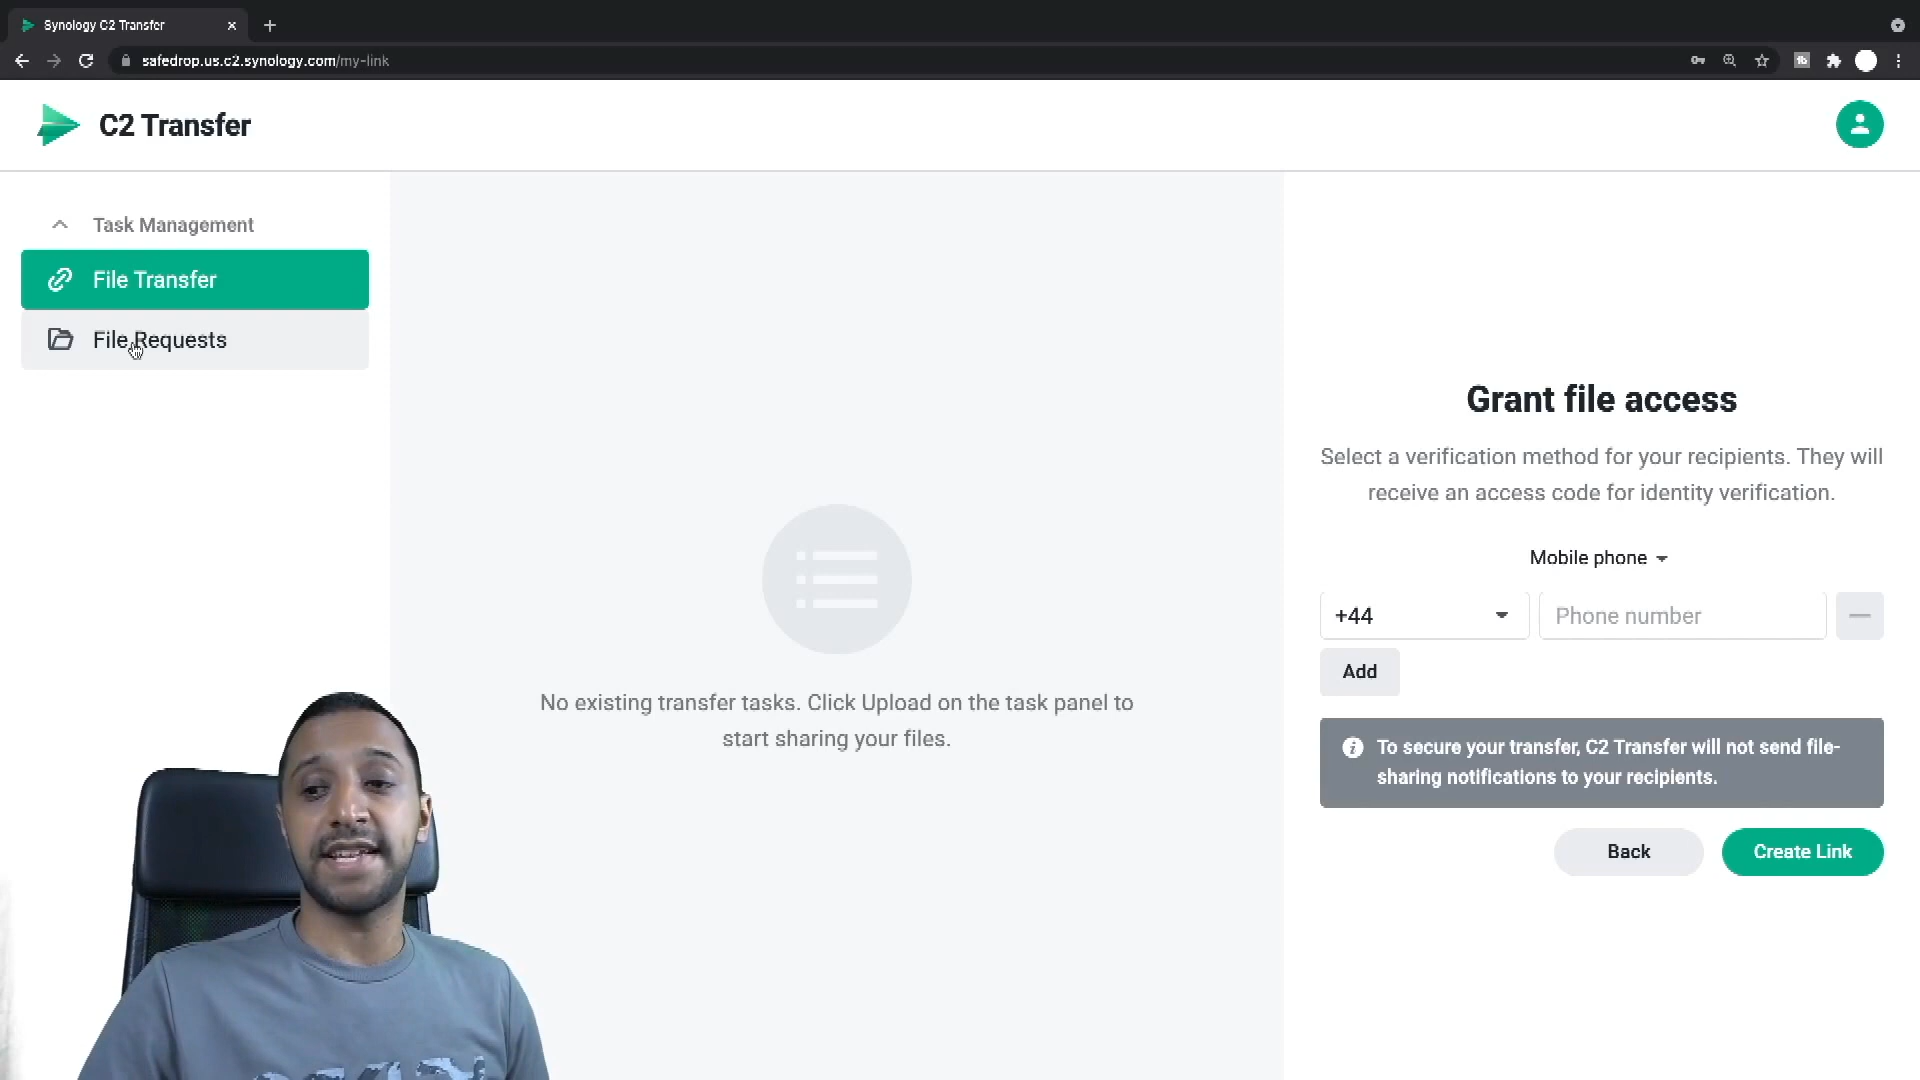 Synology C2 Transfer
safedrop.us.c2.synology.com/my-link
C2 Transfer
Task Management
File Transfer
File Requests
No existing transfer tasks. Click Upload on the task panel to
start sharing your files.
Grant file access
Select a verification method for your recipients. They will
receive an access code for identity verification.
Mobile phone
+44
Phone number
Add
To secure your transfer, C2 Transfer will not send file-
sharing notifications to your recipients.
Back
Create Link